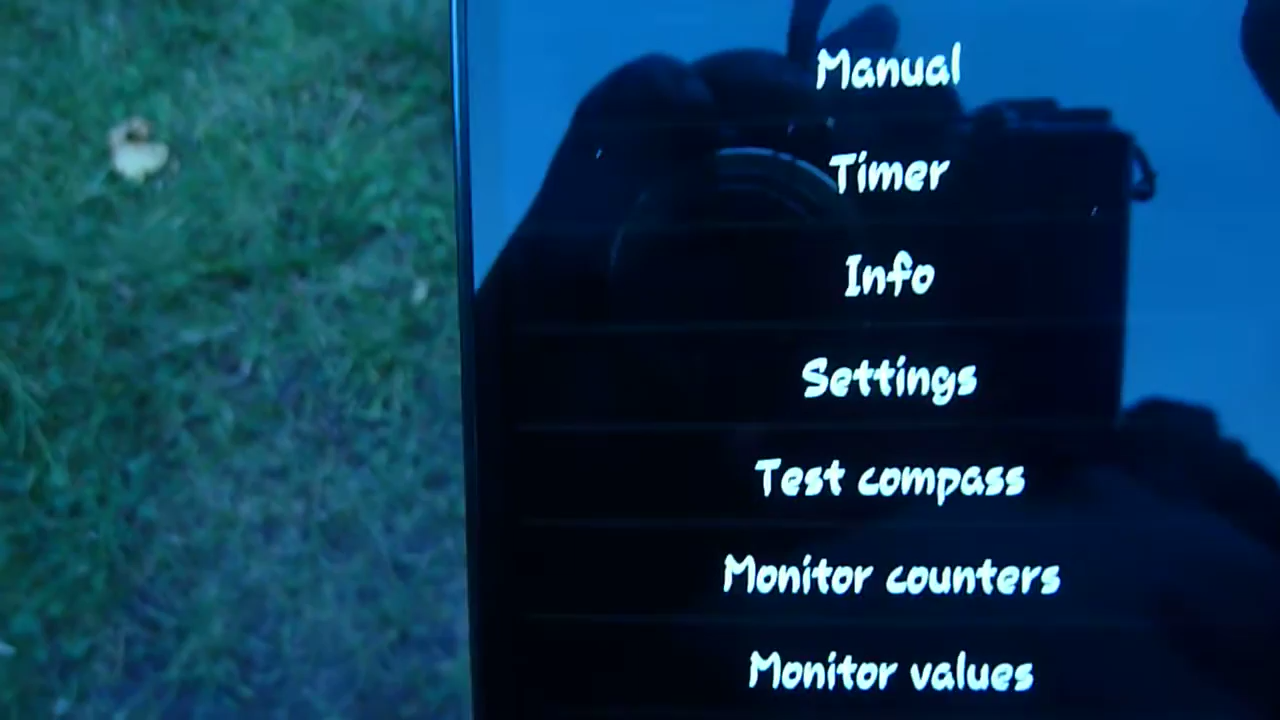 Manual
Timer
Info
Settings
Test compass
Monitor counters
Monitor values